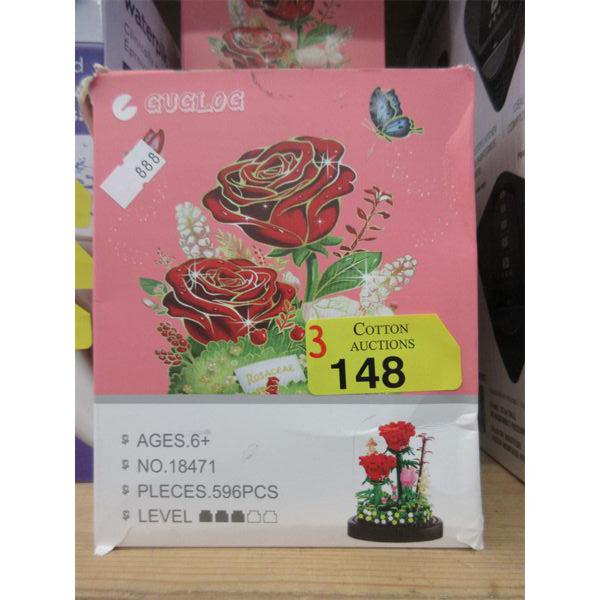 GUGLOG
888
3
COTTON
AUCTIONS
148
ROSACEAE
AGES.6+
NO.18471
PLECES.596PCS
LEVEL